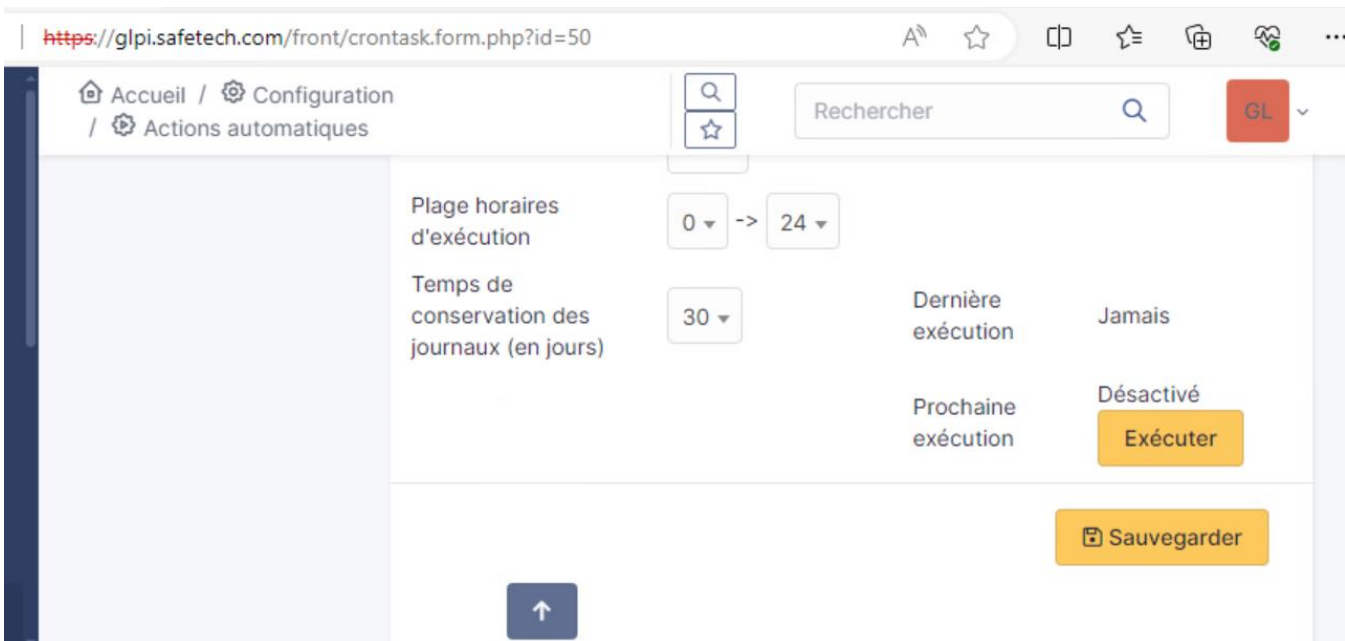 https://glpi.safetech.com/front/crontask.form.php?id=50
Accueil / Configuration
/ Actions automatiques
Rechercher
GL
Plage horaires
d'exécution
0 -> 24
Temps de
conservation des
journaux (en jours)
30
Dernière
exécution
Jamais
Prochaine
exécution
Désactivé
Exécuter
Sauvegarder